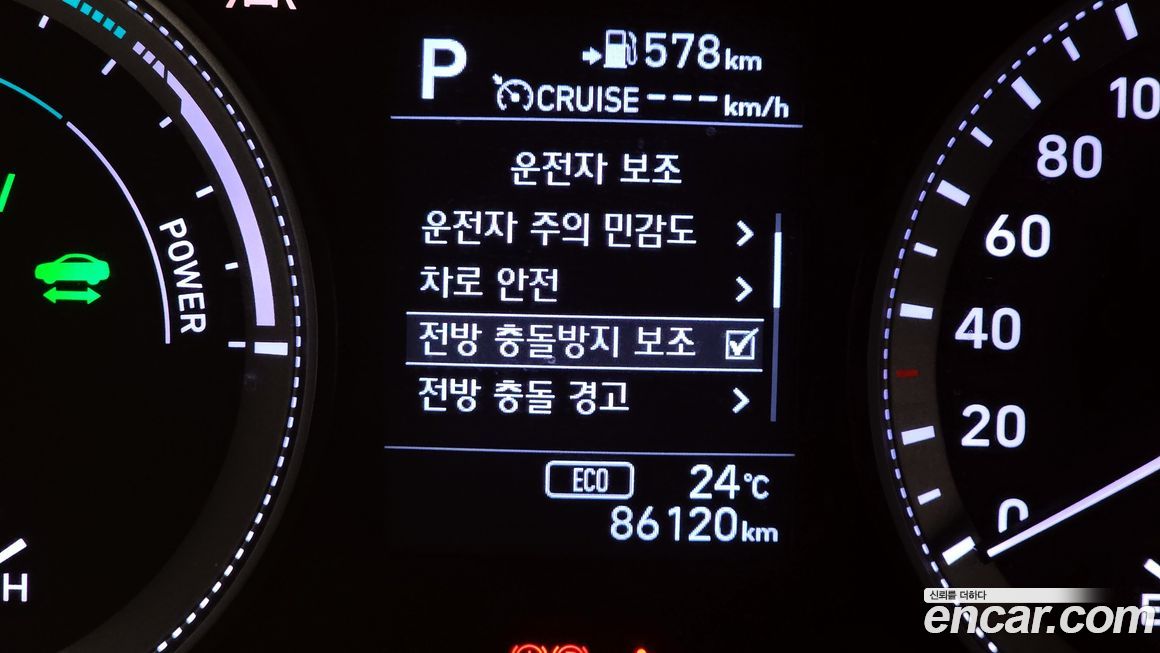 P
578km
CRUISE ---km/h
운전자 보조
운전자 주의 민감도
차로 안전
전방 충돌방지 보조
전방 충돌 경고
ECO 24°C
86120km
POWER
H
80
60
40
20
0
신뢰를 더하다
encar.com